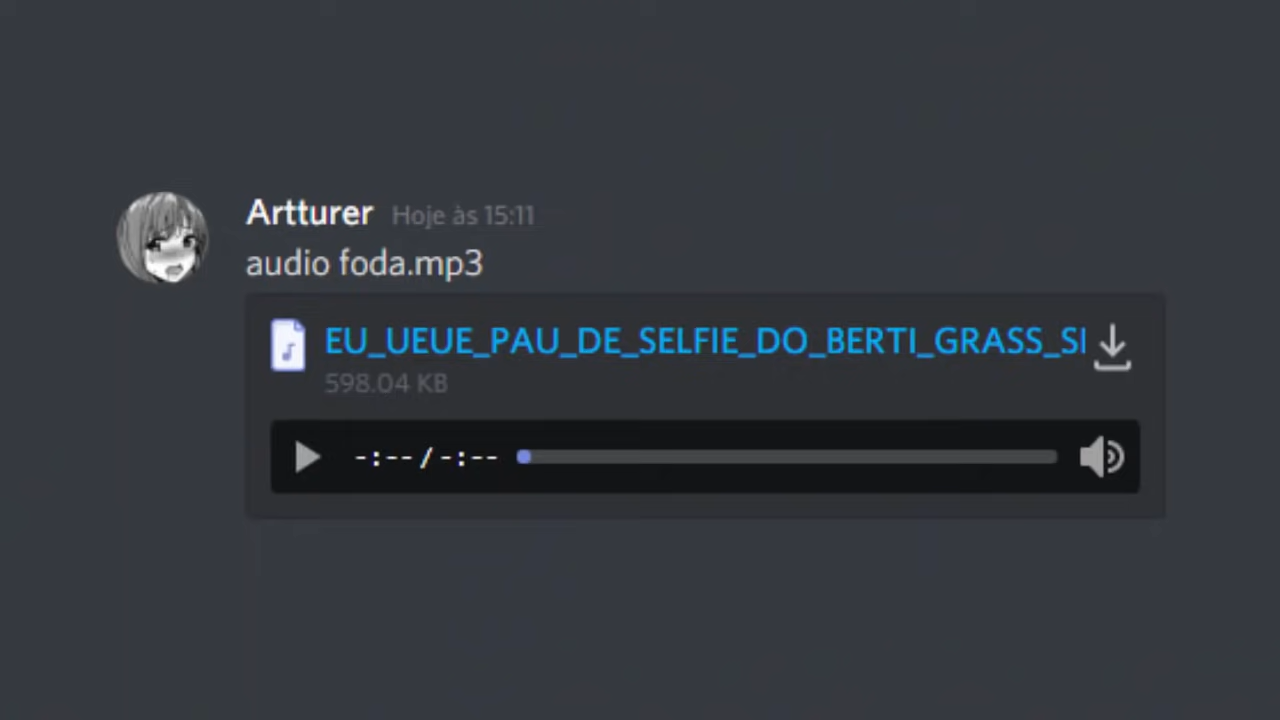 Artturer Hoje às 15:11
audio foda.mp3
EU_UEUE_PAU_DE_SELFIE_DO_BERTI_GRASS_SI
598.04 KB
-:-- / -:--